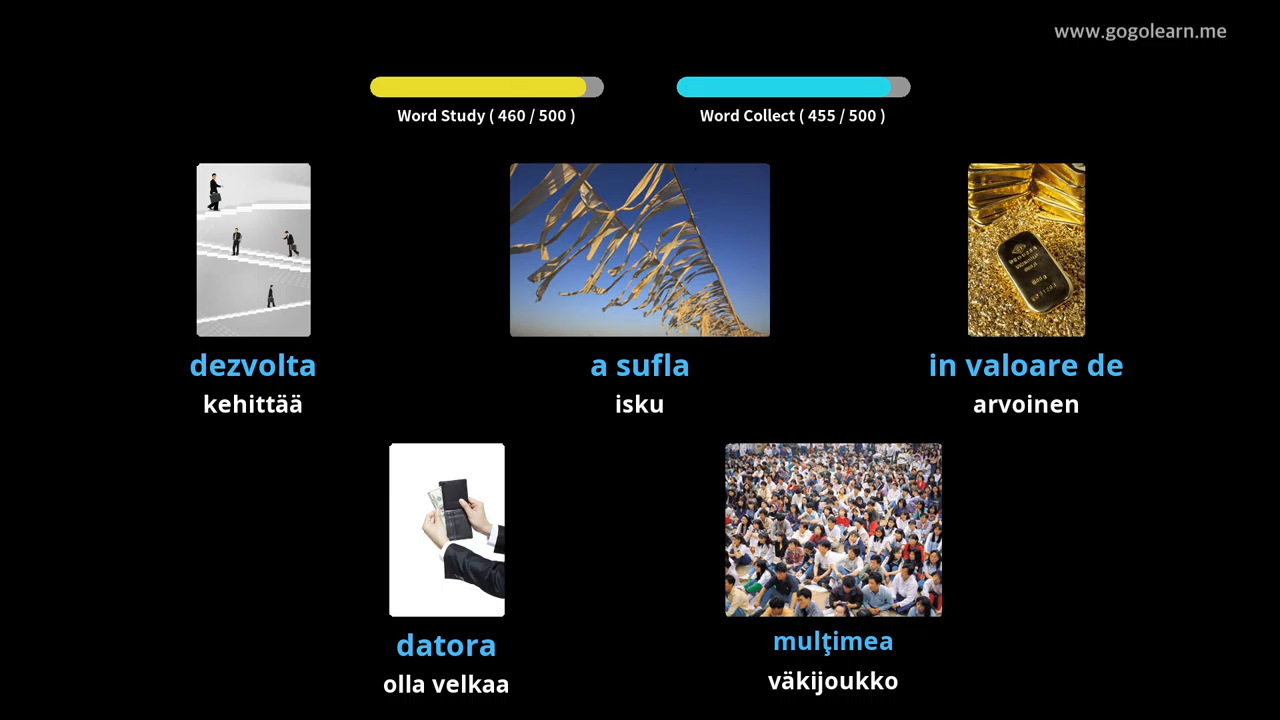 www.gogolearn.me
Word Study ( 460 / 500 )
Word Collect ( 455 / 500 )
dezvolta
kehittää
a sufla
isku
in valoare de
arvoinen
datora
olla velkaa
mulţimea
väkijoukko